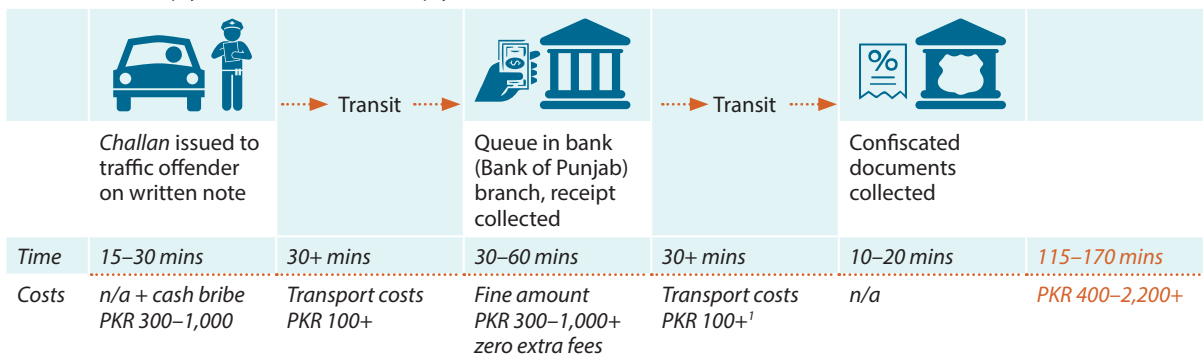 Transit
Transit
%
$
Challan issued to
traffic offender
on written note
Queue in bank
(Bank of Punjab)
branch, receipt
collected
Confiscated
documents
collected
Time 15–30 mins 30+ mins 30–60 mins 30+ mins 10–20 mins 115–170 mins
Costs n/a + cash bribe Transport costs Fine amount Transport costs n/a PKR 400–2,200+
PKR 300–1,000 PKR 100+ PKR 300–1,000+ PKR 100+¹
zero extra fees